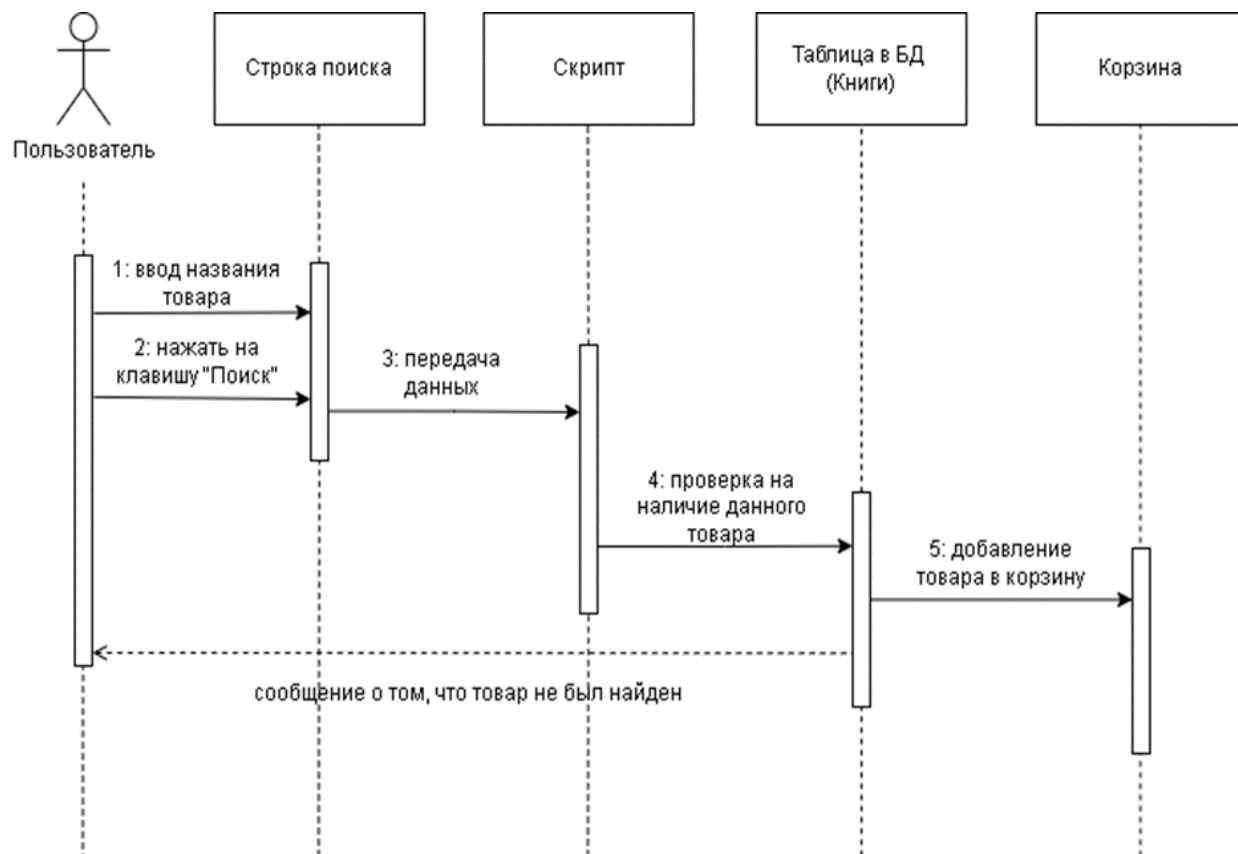 Пользователь
Строка поиска
Скрипт
Таблица в БД
(Книги)
Корзина
1: ввод названия
товара
2: нажать на
клавишу "Поиск"
3: передача
данных
4: проверка на
наличие данного
товара
5: добавление
товара в корзину
сообщение о том, что товар не был найден